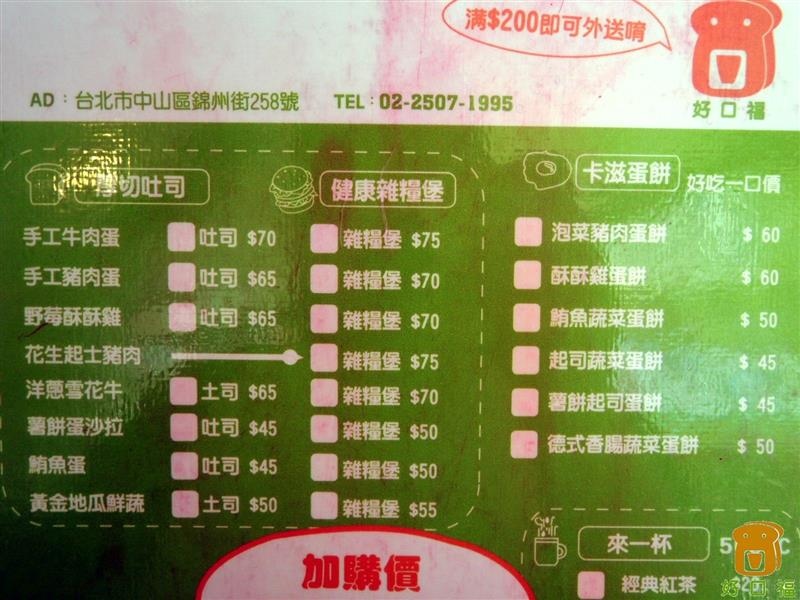 满$200即可外送唷
好口福
AD：台北市中山區錦州街258號 TEL：02-2507-1995
厚切吐司 健康雜糧堡
手工牛肉蛋 吐司 $70 雜糧堡 $75
手工豬肉蛋 吐司 $65 雜糧堡 $70
野莓酥酥雞 吐司 $65 雜糧堡 $70
花生起士豬肉 雜糧堡 $75
洋蔥雪花牛 土司 $65 雜糧堡 $70
薯餅蛋沙拉 吐司 $45 雜糧堡 $50
鮪魚蛋 吐司 $45 雜糧堡 $50
黃金地瓜鮮蔬 土司 $50 雜糧堡 $55
卡滋蛋餅 好吃一口價
泡菜豬肉蛋餅 $ 60
酥酥雞蛋餅 $ 60
鮪魚蔬菜蛋餅 $ 50
起司蔬菜蛋餅 $ 45
薯餅起司蛋餅 $ 45
德式香腸蔬菜蛋餅 $ 50
加購價
來一杯
經典紅茶
好口福